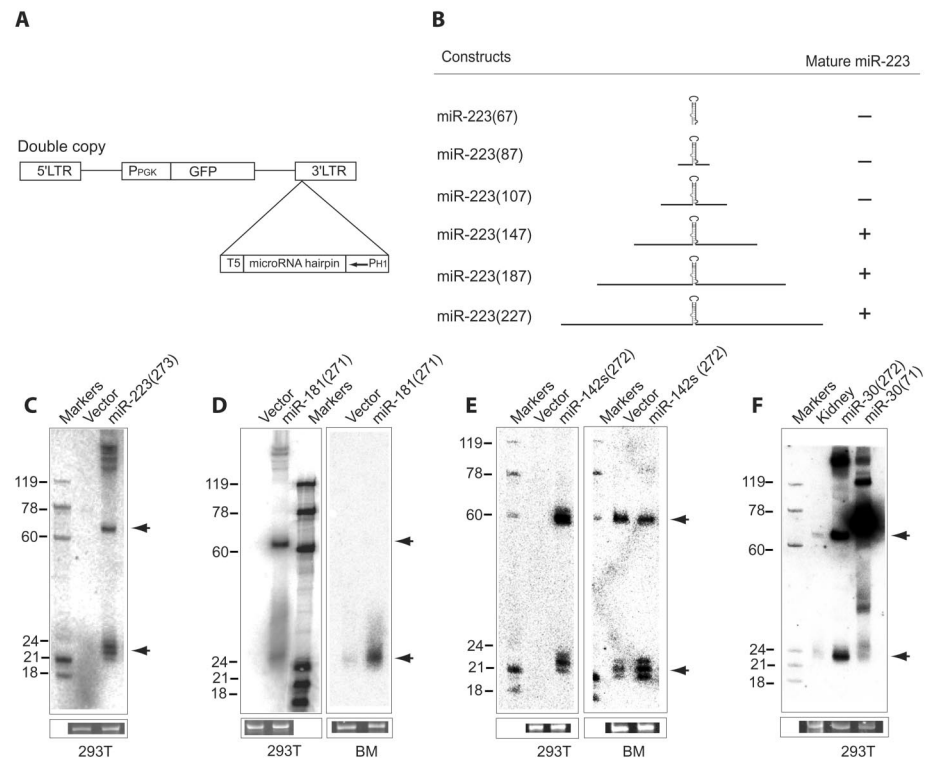 A
Double copy
5'LTR
PPGK
GFP
3'LTR
T5
microRNA hairpin
PH1
B
Constructs
Mature miR-223
miR-223(67)
–
miR-223(87)
–
miR-223(107)
–
miR-223(147)
+
miR-223(187)
+
miR-223(227)
+
C
Markers
Vector
miR-223(273)
119
78
60
24
21
18
293T
D
Vector
miR-181(271)
Markers
Vector
miR-181(271)
119
78
60
24
21
18
293T
BM
E
Markers
Vector
miR-142s(272)
Markers
Vector
miR-142s (272)
119
78
60
24
21
18
293T
BM
F
Markers
Kidney
miR-30(272)
miR-30(71)
119
78
60
24
21
18
293T